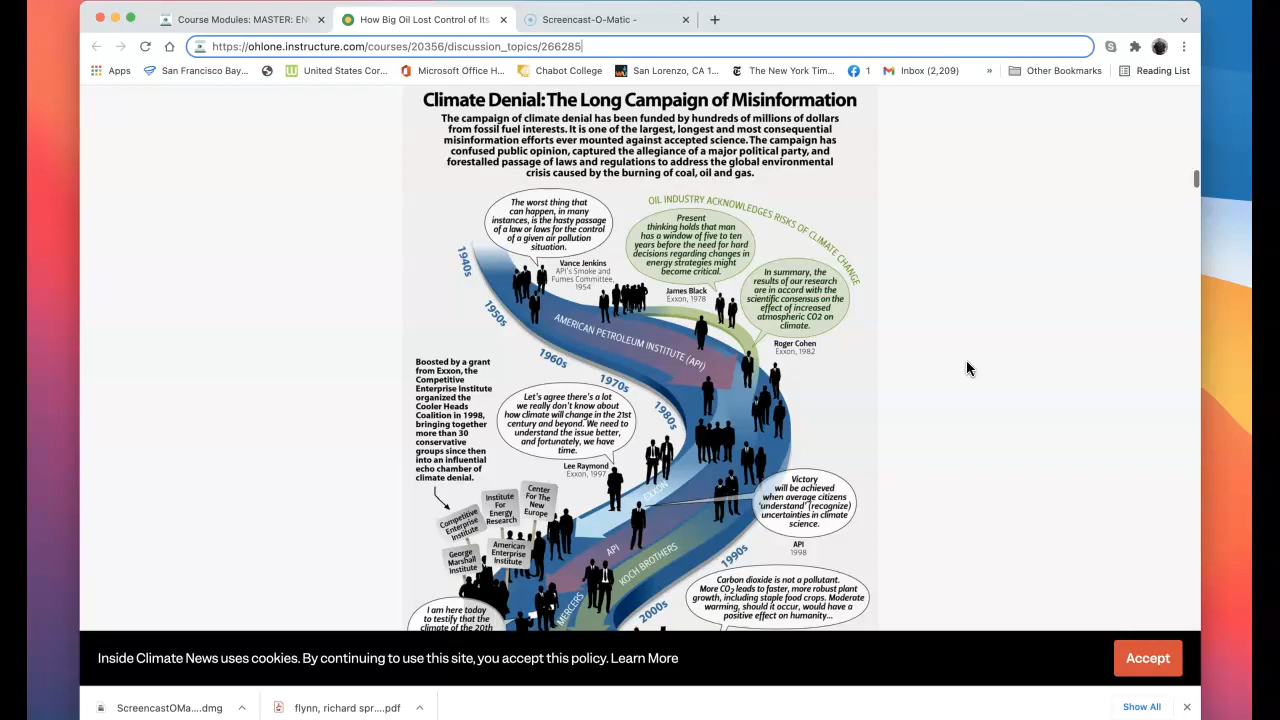 Course Modules: MASTER: EN
How Big Oil Lost Control of Its
Screencast-O-Matic -
https://ohlone.instructure.com/courses/20356/discussion_topics/266285
Apps
San Francisco Bay...
United States Cor...
Microsoft Office H...
Chabot College
San Lorenzo, CA 1...
The New York Tim...
1
Inbox (2,209)
»
Other Bookmarks
Reading List
Climate Denial: The Long Campaign of Misinformation
The campaign of climate denial has been funded by hundreds of millions of dollars
from fossil fuel interests. It is one of the largest, longest and most consequential
misinformation efforts ever mounted against accepted science. The campaign has
confused public opinion, captured the allegiance of a major political party, and
forestalled passage of laws and regulations to address the global environmental
crisis caused by the burning of coal, oil and gas.
The worst thing that
can happen, in many
instances, is the hasty passage
of a law or laws for the control
of a given air pollution
situation.
Vance Jenkins
API's Smoke and
Fumes Committee,
1954
OIL INDUSTRY ACKNOWLEDGES RISKS OF CLIMATE CHANGE
Present
thinking holds that man
has a window of five to ten
years before the need for hard
decisions regarding changes in
energy strategies might
become critical.
James Black
Exxon, 1978
In summary, the
results of our research
are in accord with the
scientific consensus on the
effect of increased
atmospheric CO2 on
climate.
Roger Cohen
Exxon, 1982
1940s
1950s
1960s
1970s
1980s
AMERICAN PETROLEUM INSTITUTE (API)
Boosted by a grant
from Exxon, the
Competitive
Enterprise Institute
organized the
Cooler Heads
Coalition in 1998,
bringing together
more than 30
conservative
groups since then
into an influential
echo chamber of
climate denial.
Let's agree there's a lot
we really don't know about
how climate will change in the 21st
century and beyond. We need to
understand the issue better,
and fortunately, we have
time.
Lee Raymond
Exxon, 1997
EXXON
Victory
will be achieved
when average citizens
'understand' (recognize)
uncertainties in climate
science.
API
1998
Competitive
Enterprise
Institute
Institute
For
Energy
Research
Center
For The
New
Europe
George
Marshall
Institute
American
Enterprise
Institute
API
KOCH BROTHERS
MERCERS
1990s
2000s
Carbon dioxide is not a pollutant.
More CO2 leads to faster, more robust plant
growth, including staple food crops. Moderate
warming, should it occur, would have a
positive effect on humanity...
I am here today
to testify that the
climate of the 20th
Inside Climate News uses cookies. By continuing to use this site, you accept this policy. Learn More
Accept
ScreencastOMa....dmg
flynn, richard spr....pdf
Show All